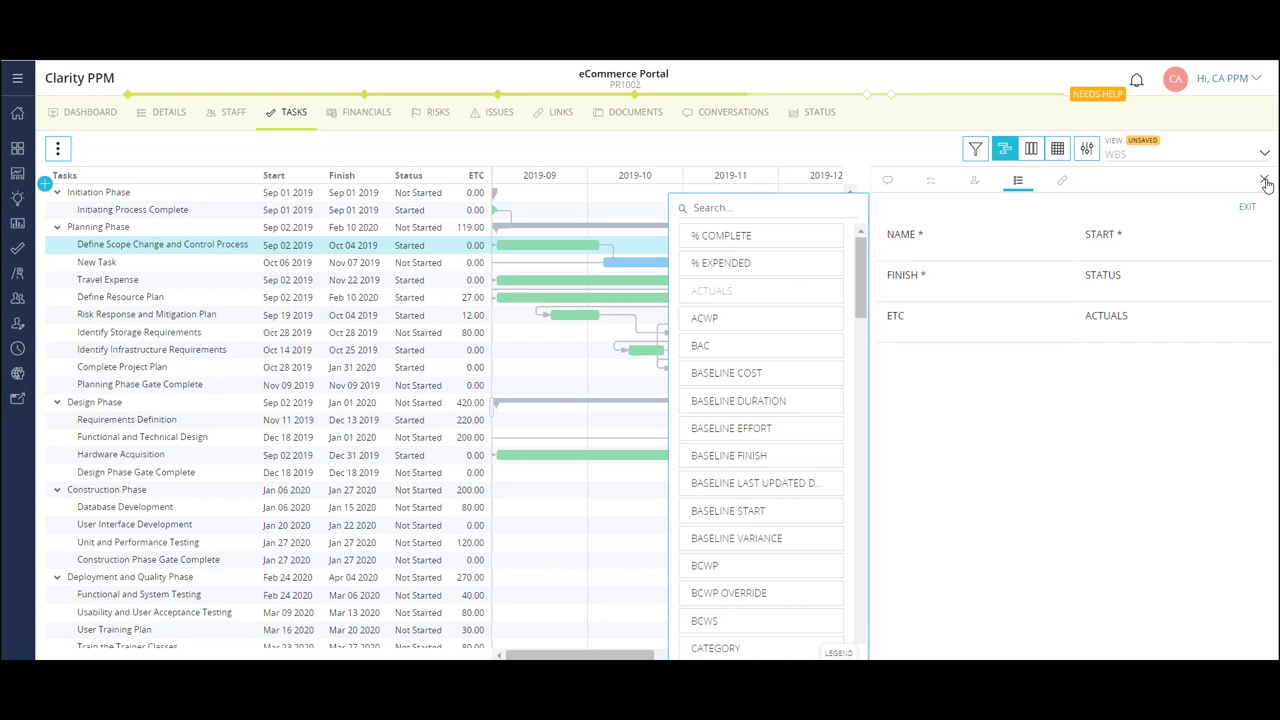 Clarity PPM
eCommerce Portal
PR1002
CA
Hi, CA PPM
NEEDS HELP
DASHBOARD
DETAILS
STAFF
TASKS
FINANCIALS
RISKS
ISSUES
LINKS
DOCUMENTS
CONVERSATIONS
STATUS
VIEW UNSAVED
WBS
Tasks Start Finish Status ETC 2019-09 2019-10 2019-11 2019-12
Initiation Phase Sep 01 2019 Sep 01 2019 Not Started 0.00
Initiating Process Complete Sep 01 2019 Sep 01 2019 Not Started 0.00
Planning Phase Sep 02 2019 Feb 10 2020 Not Started 119.00
Define Scope Change and Control Process Sep 02 2019 Oct 04 2019 Started 0.00
New Task Oct 06 2019 Nov 07 2019 Not Started 0.00
Travel Expense Sep 02 2019 Nov 22 2019 Started 0.00
Define Resource Plan Sep 02 2019 Feb 10 2020 Started 27.00
Risk Response and Mitigation Plan Sep 19 2019 Oct 04 2019 Started 12.00
Identify Storage Requirements Oct 28 2019 Oct 28 2019 Not Started 80.00
Identify Infrastructure Requirements Oct 14 2019 Oct 25 2019 Started 0.00
Complete Project Plan Oct 28 2019 Jan 31 2020 Started 0.00
Planning Phase Gate Complete Nov 09 2019 Nov 09 2019 Not Started 0.00
Design Phase Sep 02 2019 Jan 01 2020 Not Started 420.00
Requirements Definition Nov 11 2019 Dec 13 2019 Started 220.00
Functional and Technical Design Dec 18 2019 Jan 01 2020 Not Started 200.00
Hardware Acquisition Sep 02 2019 Dec 31 2019 Started 0.00
Design Phase Gate Complete Dec 18 2019 Dec 18 2019 Not Started 0.00
Construction Phase Jan 06 2020 Jan 27 2020 Not Started 200.00
Database Development Jan 06 2020 Jan 15 2020 Not Started 80.00
User Interface Development Jan 20 2020 Jan 22 2020 Not Started 0.00
Unit and Performance Testing Jan 06 2020 Jan 27 2020 Not Started 120.00
Construction Phase Gate Complete Jan 27 2020 Jan 27 2020 Not Started 0.00
Deployment and Quality Phase Feb 24 2020 Apr 04 2020 Not Started 270.00
Functional and System Testing Feb 24 2020 Mar 06 2020 Not Started 40.00
Usability and User Acceptance Testing Mar 09 2020 Mar 13 2020 Not Started 80.00
User Training Plan Mar 16 2020 Mar 20 2020 Not Started 30.00
Train the Trainer Classes Mar 23 2020 Mar 27 2020 Not Started 80.00
Search...
% COMPLETE
% EXPENDED
ACTUALS
ACWP
BAC
BASELINE COST
BASELINE DURATION
BASELINE EFFORT
BASELINE FINISH
BASELINE LAST UPDATED D...
BASELINE START
BASELINE VARIANCE
BCWP
BCWP OVERRIDE
BCWS
CATEGORY
LEGEND
EXIT
NAME * START *
FINISH * STATUS
ETC ACTUALS